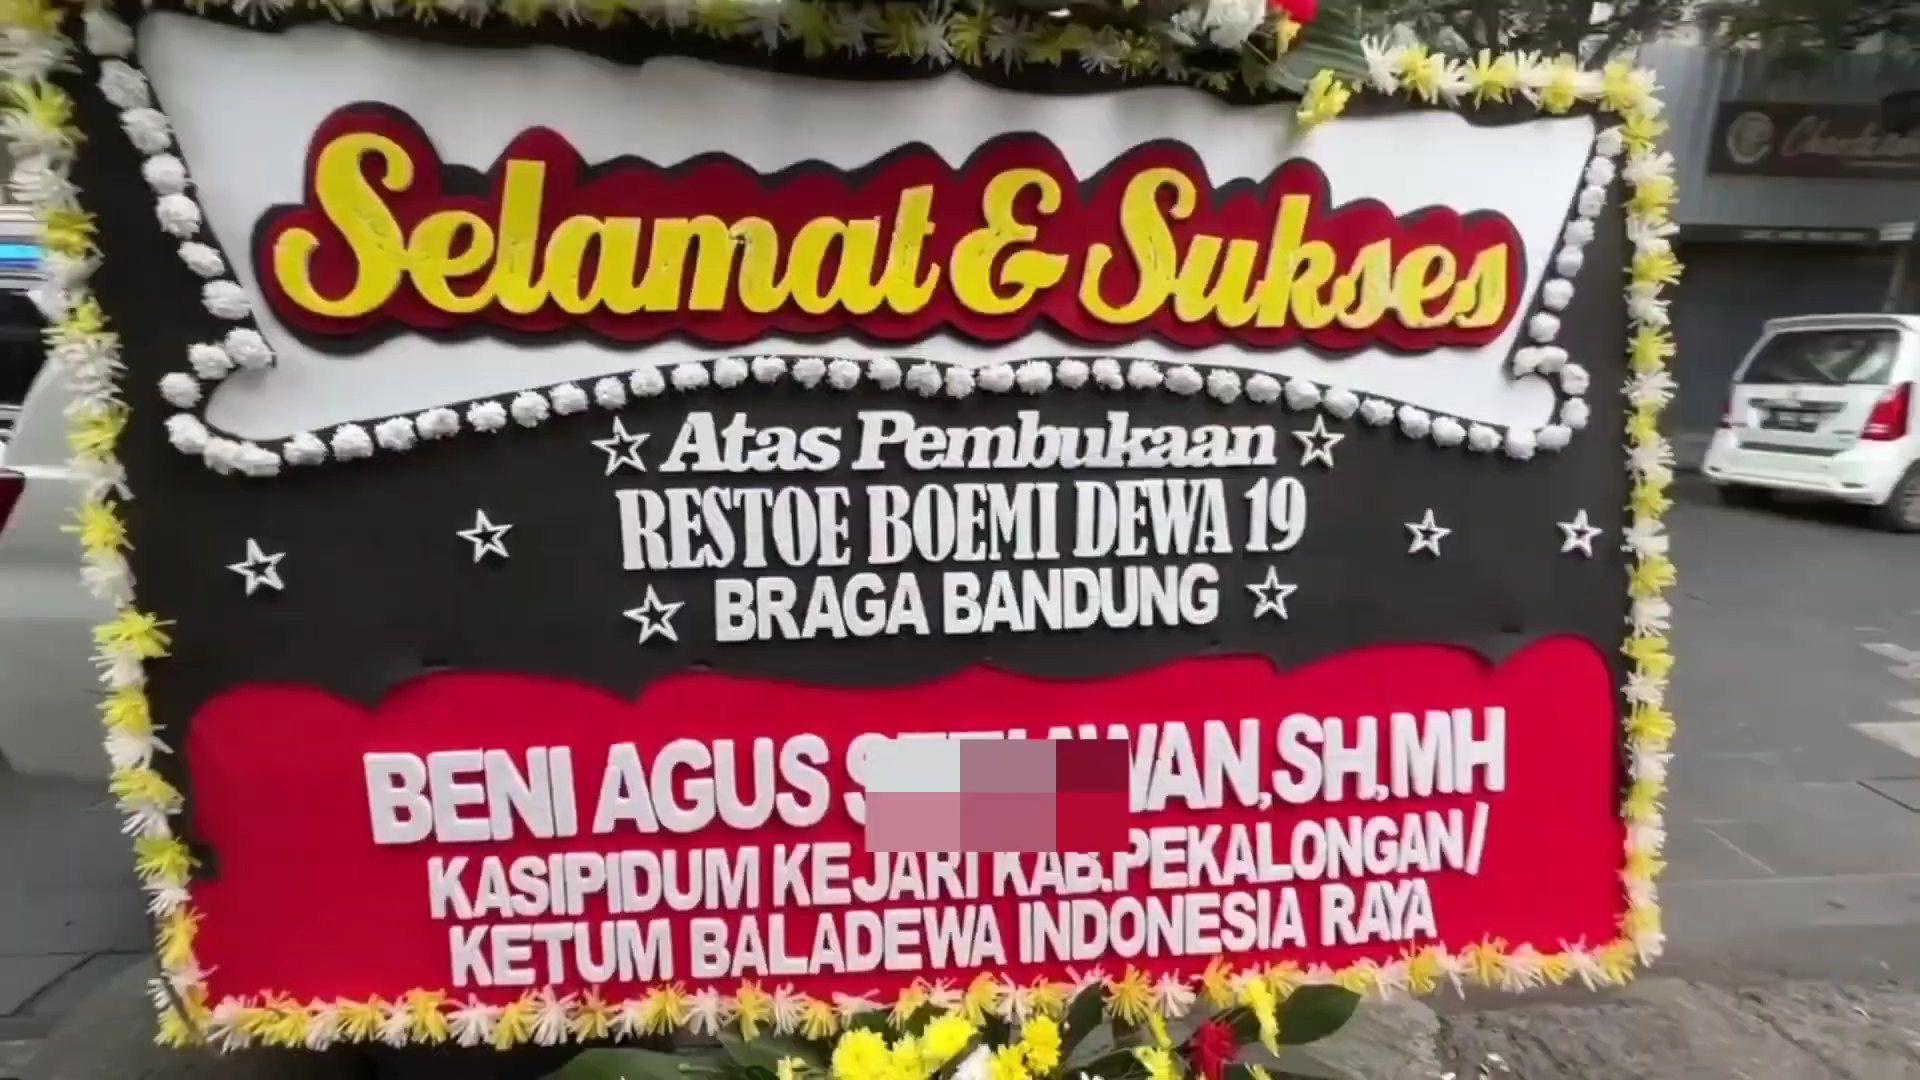 Selamat & Sukses
Atas Pembukaan
RESTOE BOEMI DEWA 19
BRAGA BANDUNG
BENI AGUS SETIAWAN,SH,MH
KASIPIDUM KEJARI KAB.PEKALONGAN/
KETUM BALADEWA INDONESIA RAYA